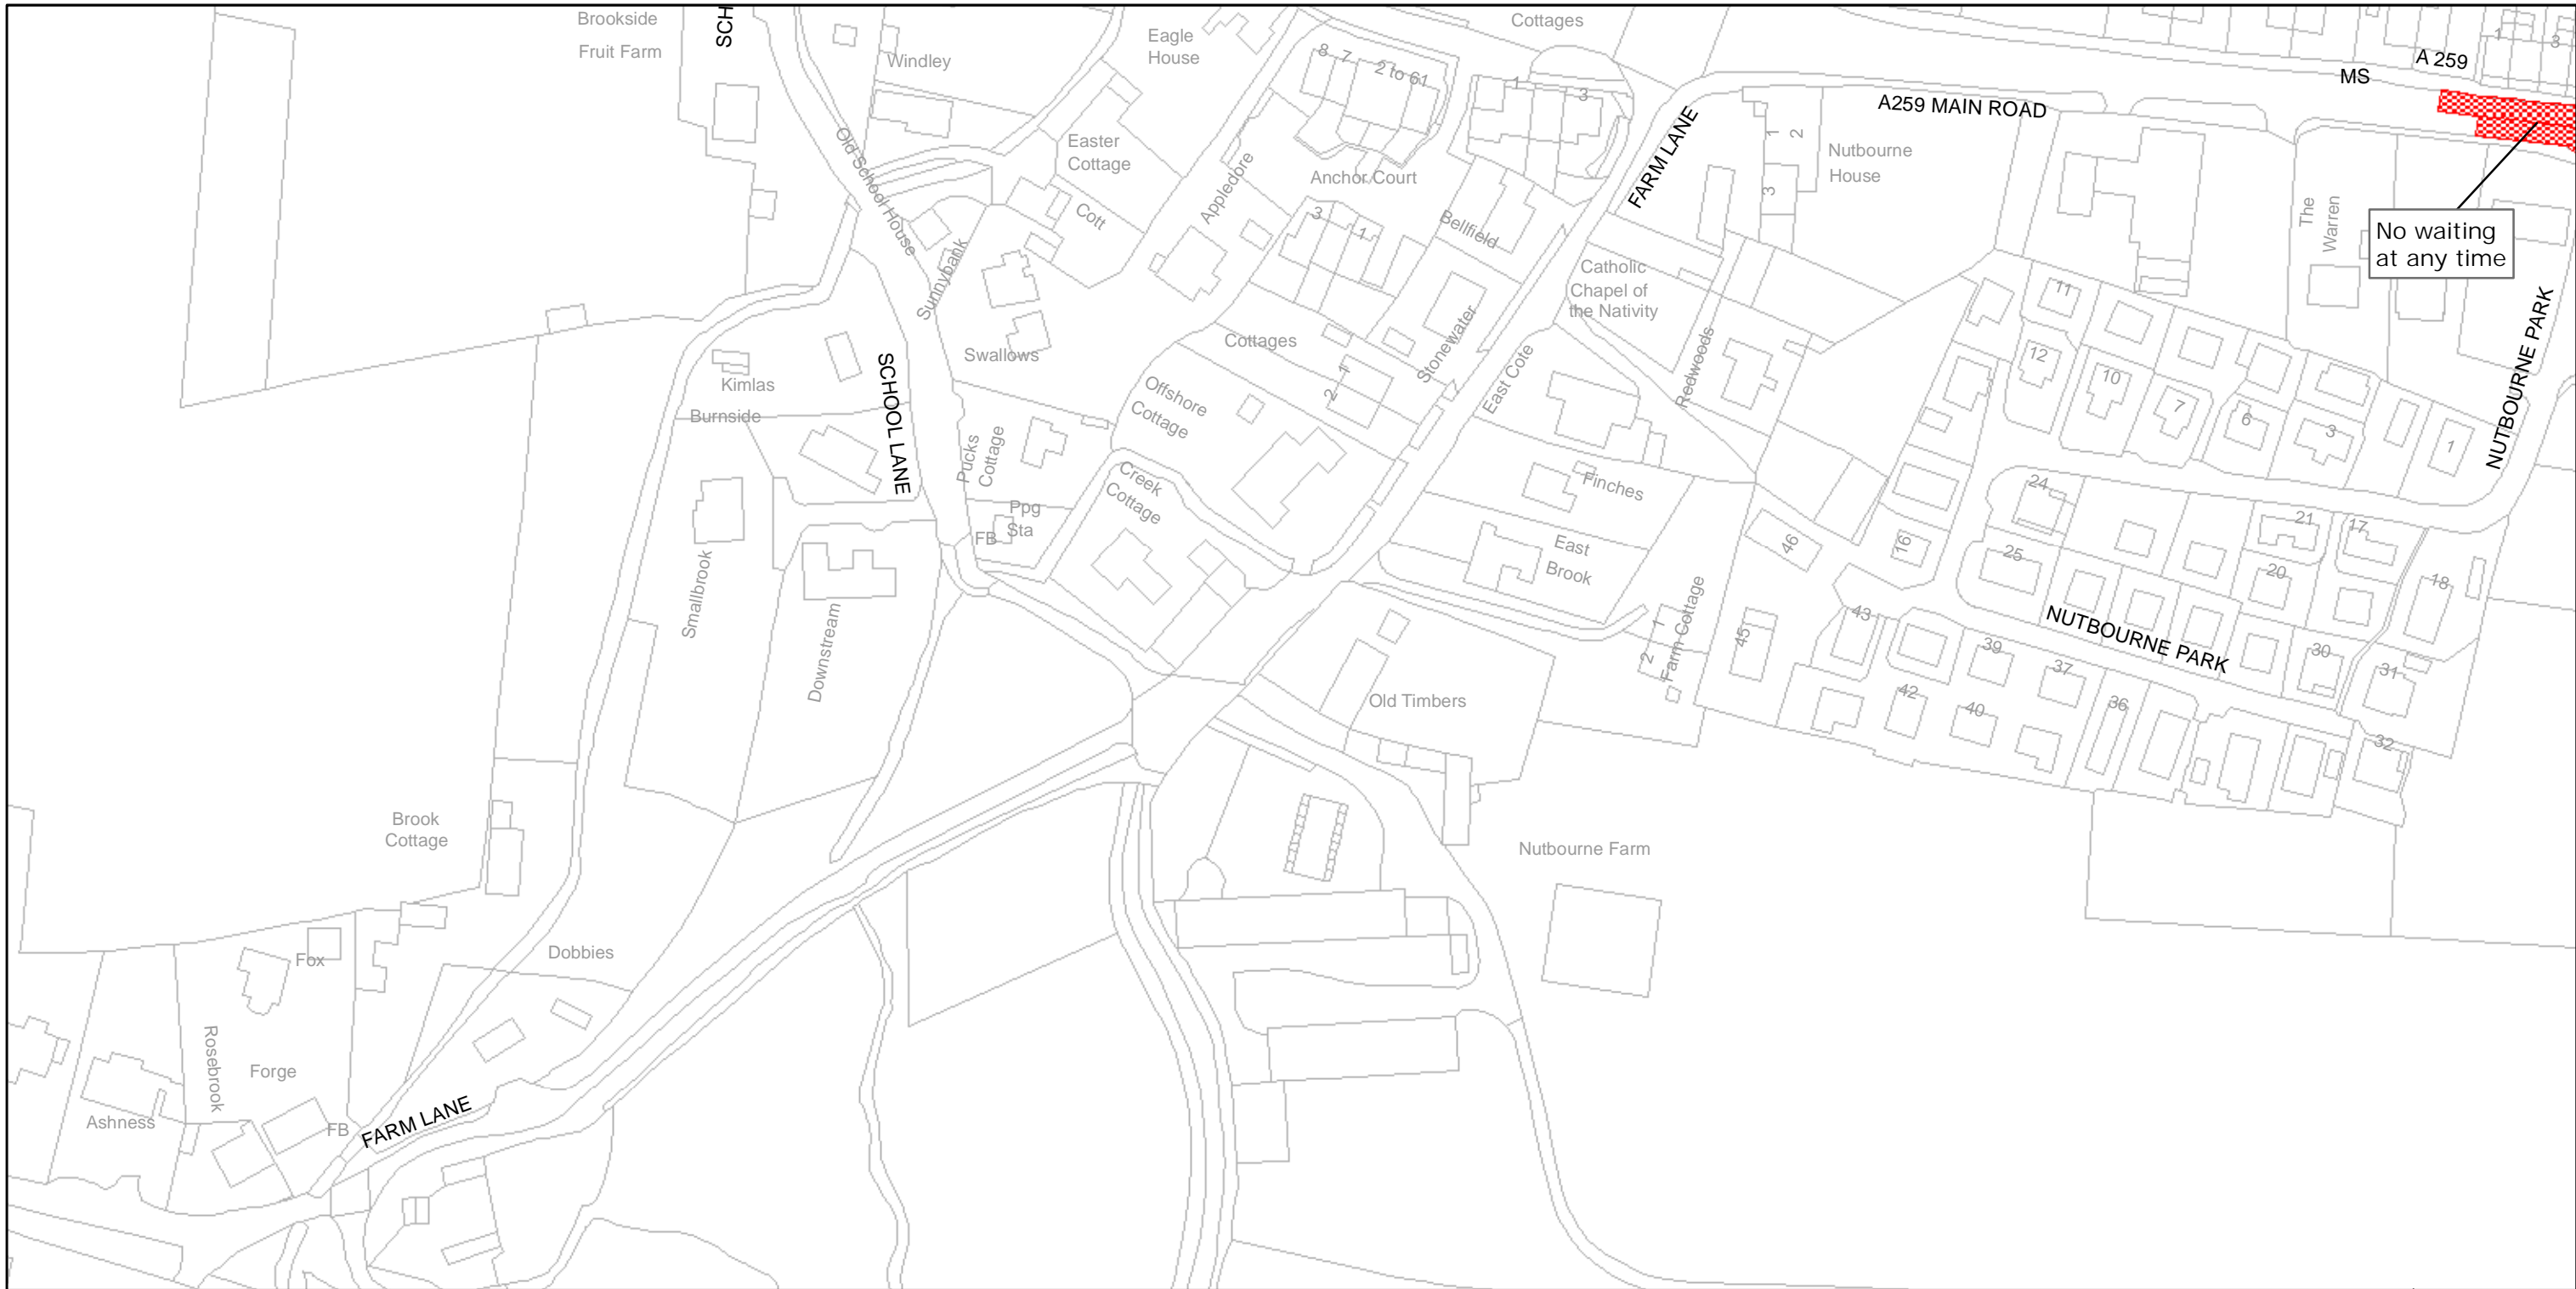 Brookside
Fruit Farm
SCH
Windley
Eagle
House
Cottages
8
7
2 to 61
1
3
A259 MAIN ROAD
MS
A 259
1
3
Old School House
Easter
Cottage
Cott
Appledore
Anchor Court
3
1
Bellfield
FARM LANE
1
2
3
Nutbourne
House
The
Warren
No waiting
at any time
Sunnybank
Swallows
Kimlas
Burnside
SCHOOL LANE
Cottages
1
2
Stonewater
Catholic
Chapel of
the Nativity
Redwoods
East Cote
11
12
10
7
6
3
1
NUTBOURNE PARK
Offshore
Cottage
Pucks
Cottage
Creek
Cottage
Ppg
Sta
FB
Finches
East
Brook
46
16
24
25
21
17
20
18
Smallbrook
Downstream
1
2
Farm Cottage
45
43
39
37
42
40
36
NUTBOURNE PARK
30
31
32
Old Timbers
Brook
Cottage
Nutbourne Farm
Dobbies
Fox
Rosebrook
Forge
Ashness
FB
FARM LANE